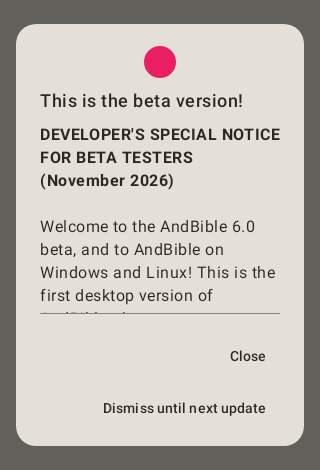 This is the beta version!
DEVELOPER'S SPECIAL NOTICE
FOR BETA TESTERS
(November 2026)
Welcome to the AndBible 6.0
beta, and to AndBible on
Windows and Linux! This is the
first desktop version of
Close
Dismiss until next update